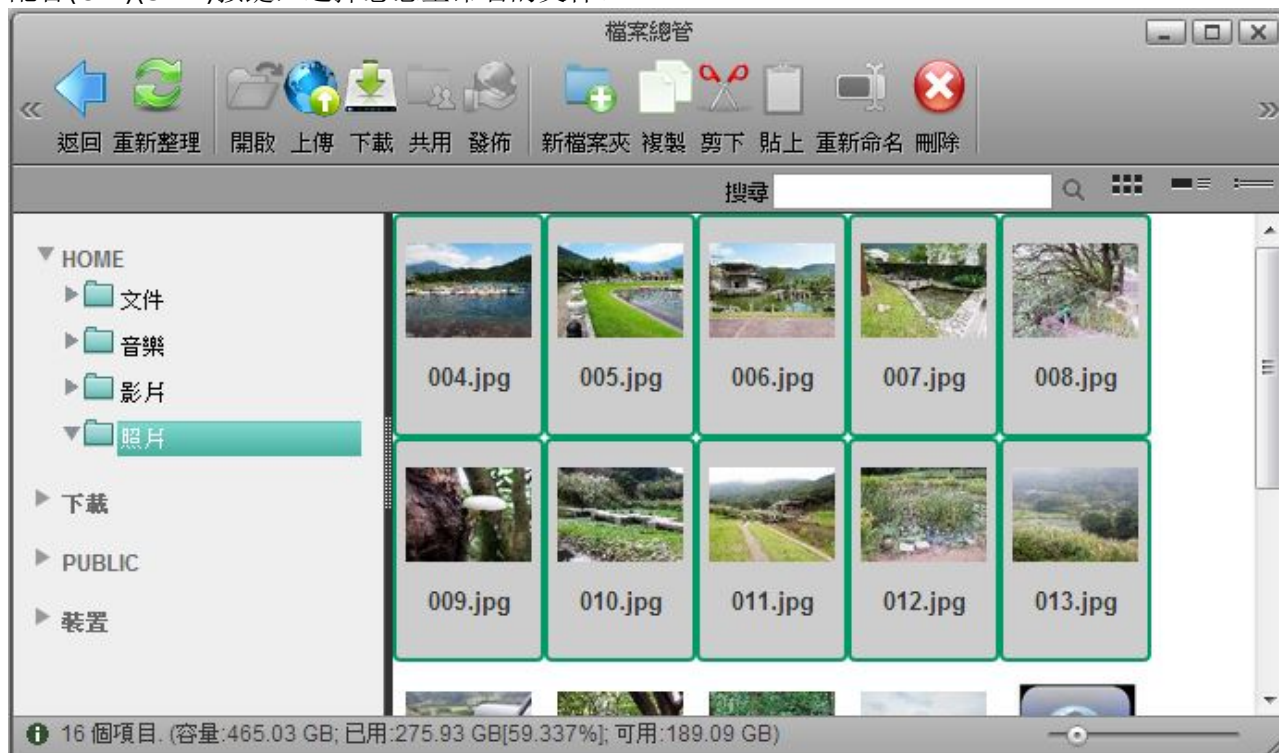 檔案總管
返回 重新整理 開啟 上傳 下載 共用 發佈 新檔案夾 複製 剪下 貼上 重新命名 刪除
搜尋
HOME
文件
音樂
影片
照片
下載
PUBLIC
裝置
004.jpg 005.jpg 006.jpg 007.jpg 008.jpg
009.jpg 010.jpg 011.jpg 012.jpg 013.jpg
16 個項目. (容量:465.03 GB; 已用:275.93 GB[59.337%]; 可用:189.09 GB)